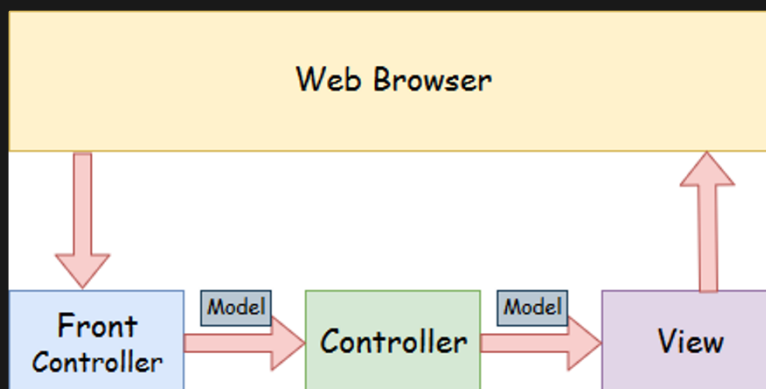 Web Browser
Model
Model
Front
Controller
Controller
View